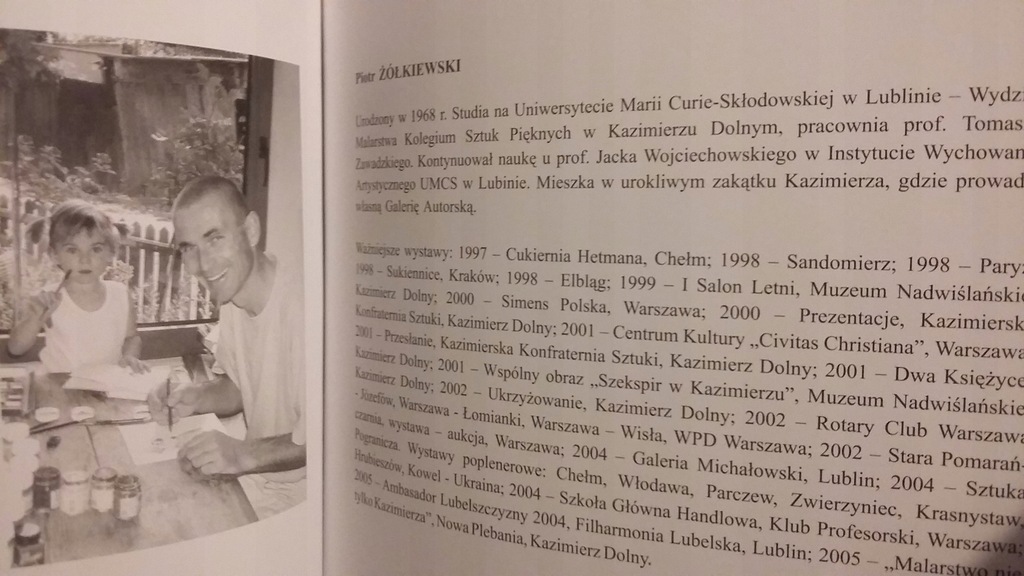 Piotr ŻÓŁKIEWSKI
Urodzony w 1968 r. Studia na Uniwersytecie Marii Curie-Skłodowskiej w Lublinie – Wydzi
Malarstwa Kolegium Sztuk Pięknych w Kazimierzu Dolnym, pracownia prof. Tomas
Zawadzkiego. Kontynuował naukę u prof. Jacka Wojciechowskiego w Instytucie Wychowan
Artystycznego UMCS w Lubinie. Mieszka w urokliwym zakątku Kazimierza, gdzie prowad
własną Galerię Autorską.
Ważniejsze wystawy: 1997 – Cukiernia Hetmana, Chełm; 1998 – Sandomierz; 1998 – Pary
1998 – Sukiennice, Kraków; 1998 – Elbląg; 1999 – I Salon Letni, Muzeum Nadwiślański
Kazimierz Dolny; 2000 – Simens Polska, Warszawa; 2000 – Prezentacje, Kazimiersk
Konfraternia Sztuki, Kazimierz Dolny; 2001 – Centrum Kultury „Civitas Christiana”, Warszawa
2001 – Przesłanie, Kazimierska Konfraternia Sztuki, Kazimierz Dolny; 2001 – Dwa Księżyce
Kazimierz Dolny; 2001 – Wspólny obraz „Szekspir w Kazimierzu”, Muzeum Nadwiślańskie
Kazimierz Dolny; 2002 – Ukrzyżowanie, Kazimierz Dolny; 2002 – Rotary Club Warszawa
- Józefów, Warszawa - Łomianki, Warszawa – Wisła, WPD Warszawa; 2002 – Stara Pomarań-
czarnia, wystawa – aukcja, Warszawa; 2004 – Galeria Michałowski, Lublin; 2004 – Sztuka
Pogranicza. Wystawy poplenerowe: Chełm, Włodawa, Parczew, Zwierzyniec, Krasnystaw,
Hrubieszów, Kowel - Ukraina; 2004 – Szkoła Główna Handlowa, Klub Profesorski, Warszawa;
2005 – Ambasador Lubelszczyzny 2004, Filharmonia Lubelska, Lublin; 2005 – „Malarstwo nie
tylko Kazimierza”, Nowa Plebania, Kazimierz Dolny.